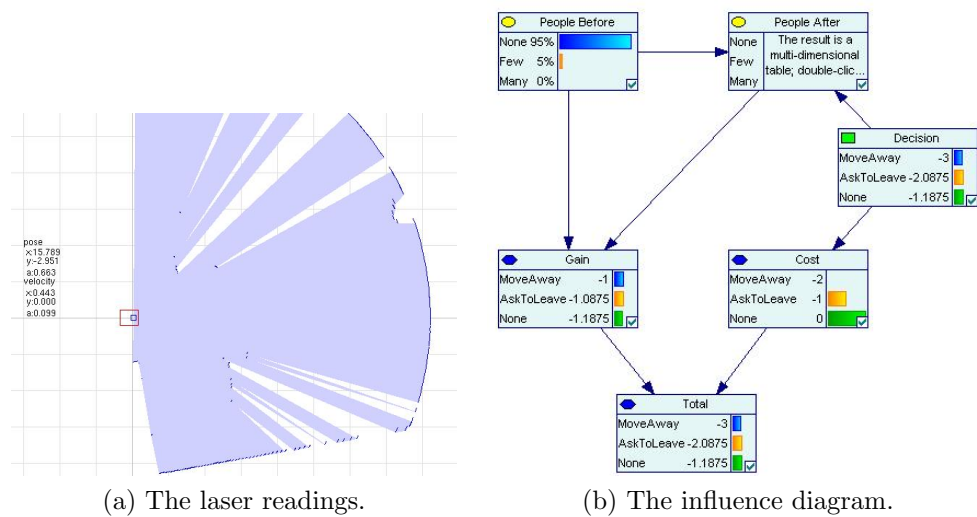 pose
x:15.789
y:-2.951
a:0.663
velocity
x:0.443
y:0.000
a:0.099
(a) The laser readings.
People Before
None 95%
Few 5%
Many 0%
People After
None
Few
Many
The result is a
multi-dimensional
table; double-clic...
Decision
MoveAway -3
AskToLeave -2.0875
None -1.1875
Gain
MoveAway -1
AskToLeave -1.0875
None -1.1875
Cost
MoveAway -2
AskToLeave -1
None 0
Total
MoveAway -3
AskToLeave -2.0875
None -1.1875
(b) The influence diagram.